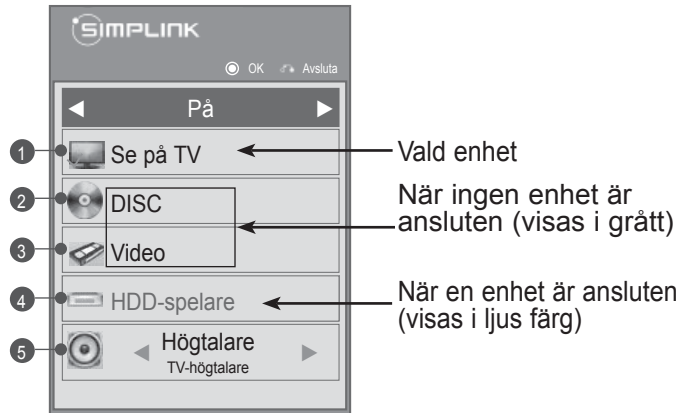 SIMPLINK
OK Avsluta
På
1 Se på TV
Vald enhet
2 DISC
När ingen enhet är
ansluten (visas i grått)
3 Video
4 HDD-spelare
När en enhet är ansluten
(visas i ljus färg)
5 Högtalare
TV-högtalare